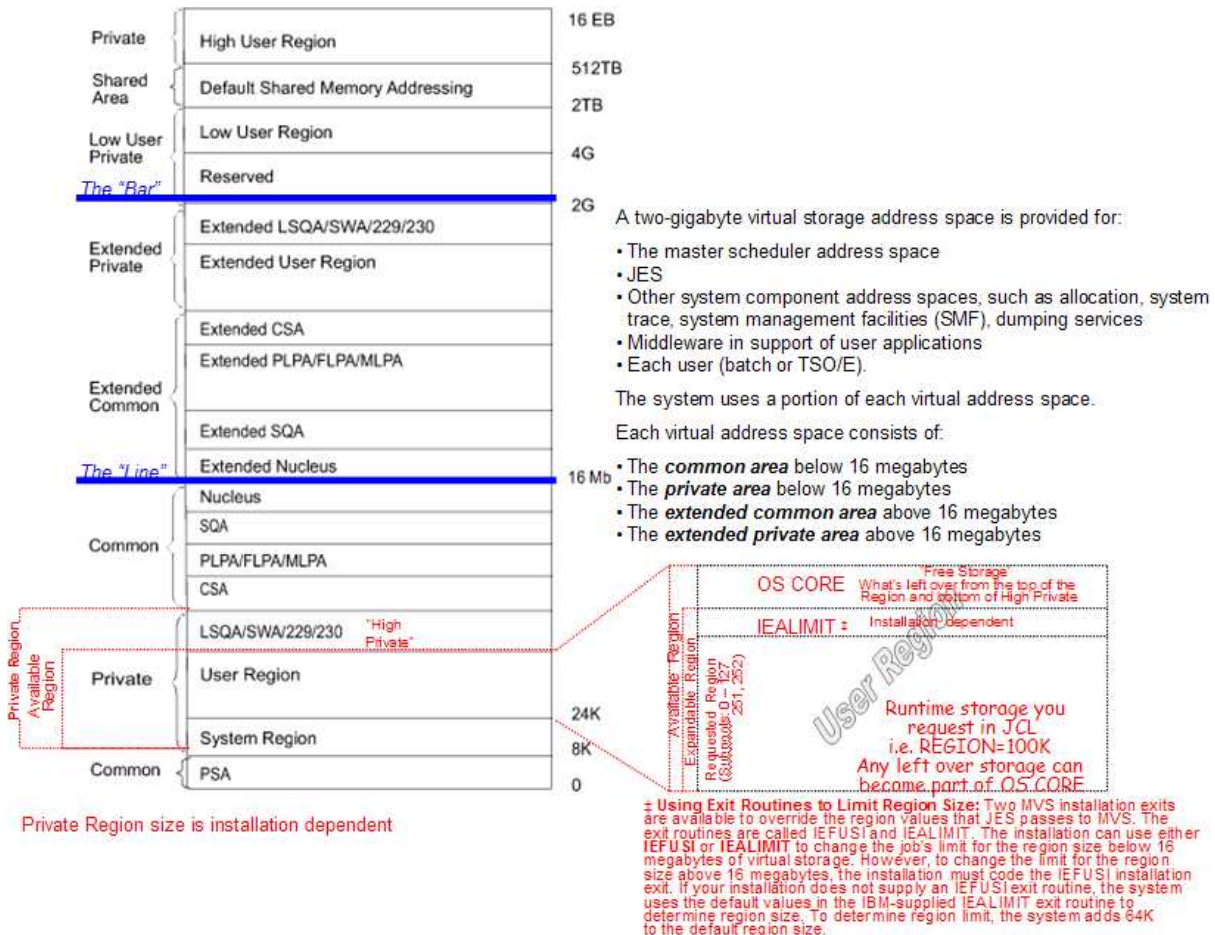 16 EB
Private
High User Region
512TB
Shared
Area
Default Shared Memory Addressing
2TB
Low User
Private
Low User Region
4G
Reserved
The "Bar"
2G
Extended LSQA/SWA/229/230
Extended
Private
Extended User Region
Extended CSA
Extended PLPA/FLPA/MLPA
Extended
Common
Extended SQA
Extended Nucleus
The "Line"
16 Mb
Nucleus
SQA
Common
PLPA/FLPA/MLPA
CSA
LSQA/SWA/229/230
"High
Private"
Private Region
Available
Region
Private
User Region
24K
System Region
8K
Common
PSA
0
Private Region size is installation dependent
A two-gigabyte virtual storage address space is provided for:
• The master scheduler address space
• JES
• Other system component address spaces, such as allocation, system
trace, system management facilities (SMF), dumping services
• Middleware in support of user applications
• Each user (batch or TSO/E).
The system uses a portion of each virtual address space.
Each virtual address space consists of:
• The common area below 16 megabytes
• The private area below 16 megabytes
• The extended common area above 16 megabytes
• The extended private area above 16 megabytes
OS CORE
"Free Storage"
What's left over from the top of the
Region and bottom of High Private
IEALIMIT ‡
Installation dependent
Available Region
Expandable Region
Requested Region
(Subpools: 0 – 127
251, 252)
User Region
Runtime storage you
request in JCL
i.e. REGION=100K
Any left over storage can
become part of OS CORE
‡ Using Exit Routines to Limit Region Size: Two MVS installation exits
are available to override the region values that JES passes to MVS. The
exit routines are called IEFUSI and IEALIMIT. The installation can use either
IEFUSI or IEALIMIT to change the job's limit for the region size below 16
megabytes of virtual storage. However, to change the limit for the region
size above 16 megabytes, the installation must code the IEFUSI installation
exit. If your installation does not supply an IEFUSI exit routine, the system
uses the default values in the IBM-supplied IEALIMIT exit routine to
determine region size. To determine region limit, the system adds 64K
to the default region size.